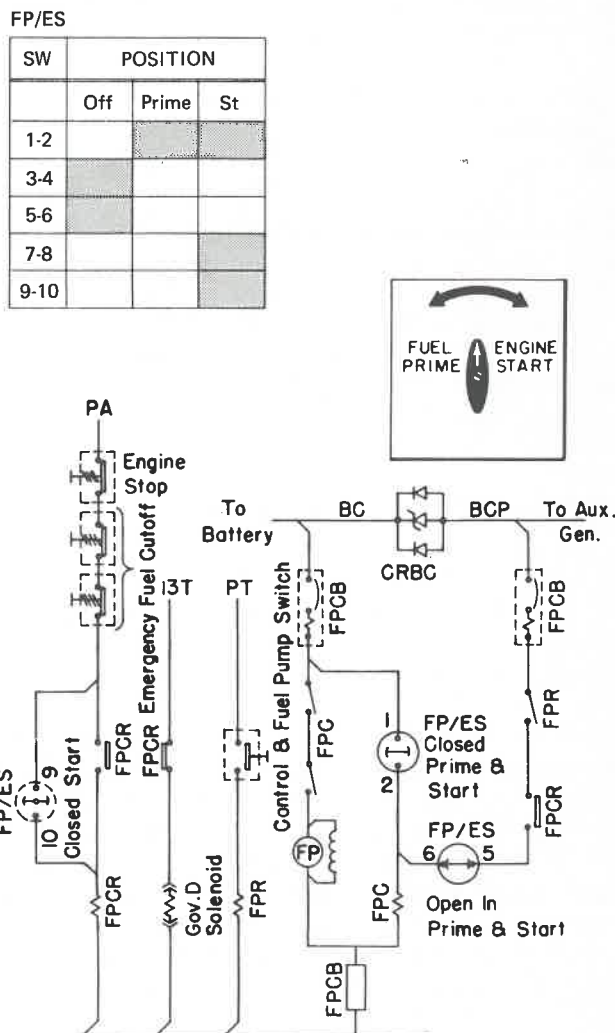 FP/ES
SW POSITION
Off Prime St
1-2
3-4
5-6
7-8
9-10
FUEL PRIME
ENGINE START
PA
Engine
Stop
Emergency Fuel Cutoff
13T
PT
To
Battery
BC
CRBC
BCP
To Aux.
Gen.
Control & Fuel Pump Switch
FPCB
FPCB
FPC
FPR
FPCR
1
2
FP/ES
Closed
Prime &
Start
FP/ES
6 5
Open In
Prime & Start
FP/ES
9
10
Closed Start
FPCR
FPCR
FP
FPCR
Gov. D
Solenoid
FPR
FPC
FPCB